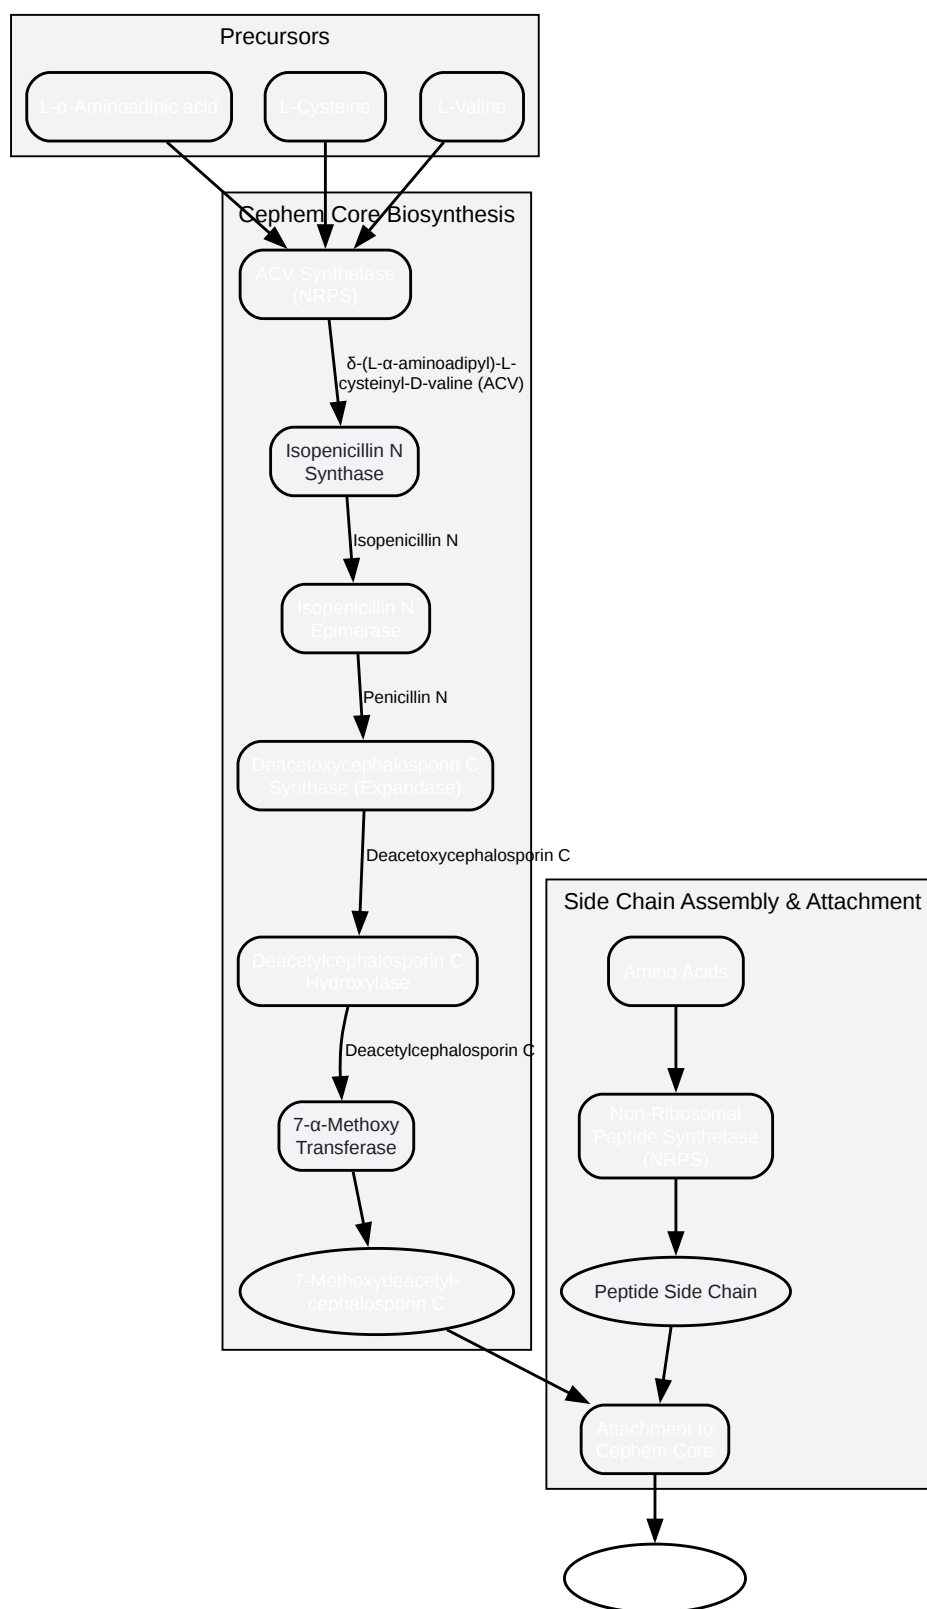 Precursors
L-α-Aminoadipic acid
L-Cysteine
L-Valine
Cephem Core Biosynthesis
ACV Synthetase
(NRPS)
δ-(L-α-aminoadipyl)-L-
cysteinyl-D-valine (ACV)
Isopenicillin N
Synthase
Isopenicillin N
Isopenicillin N
Epimerase
Penicillin N
Deacetoxycephalosporin C
Synthase (Expandase)
Deacetoxycephalosporin C
Deacetylcephalosporin C
Hydroxylase
Deacetylcephalosporin C
7-α-Methoxy
Transferase
7-Methoxydeacetyl-
cephalosporin C
Side Chain Assembly & Attachment
Amino Acids
Non-Ribosomal
Peptide Synthetase
(NRPS)
Peptide Side Chain
Attachment to
Cephem Core